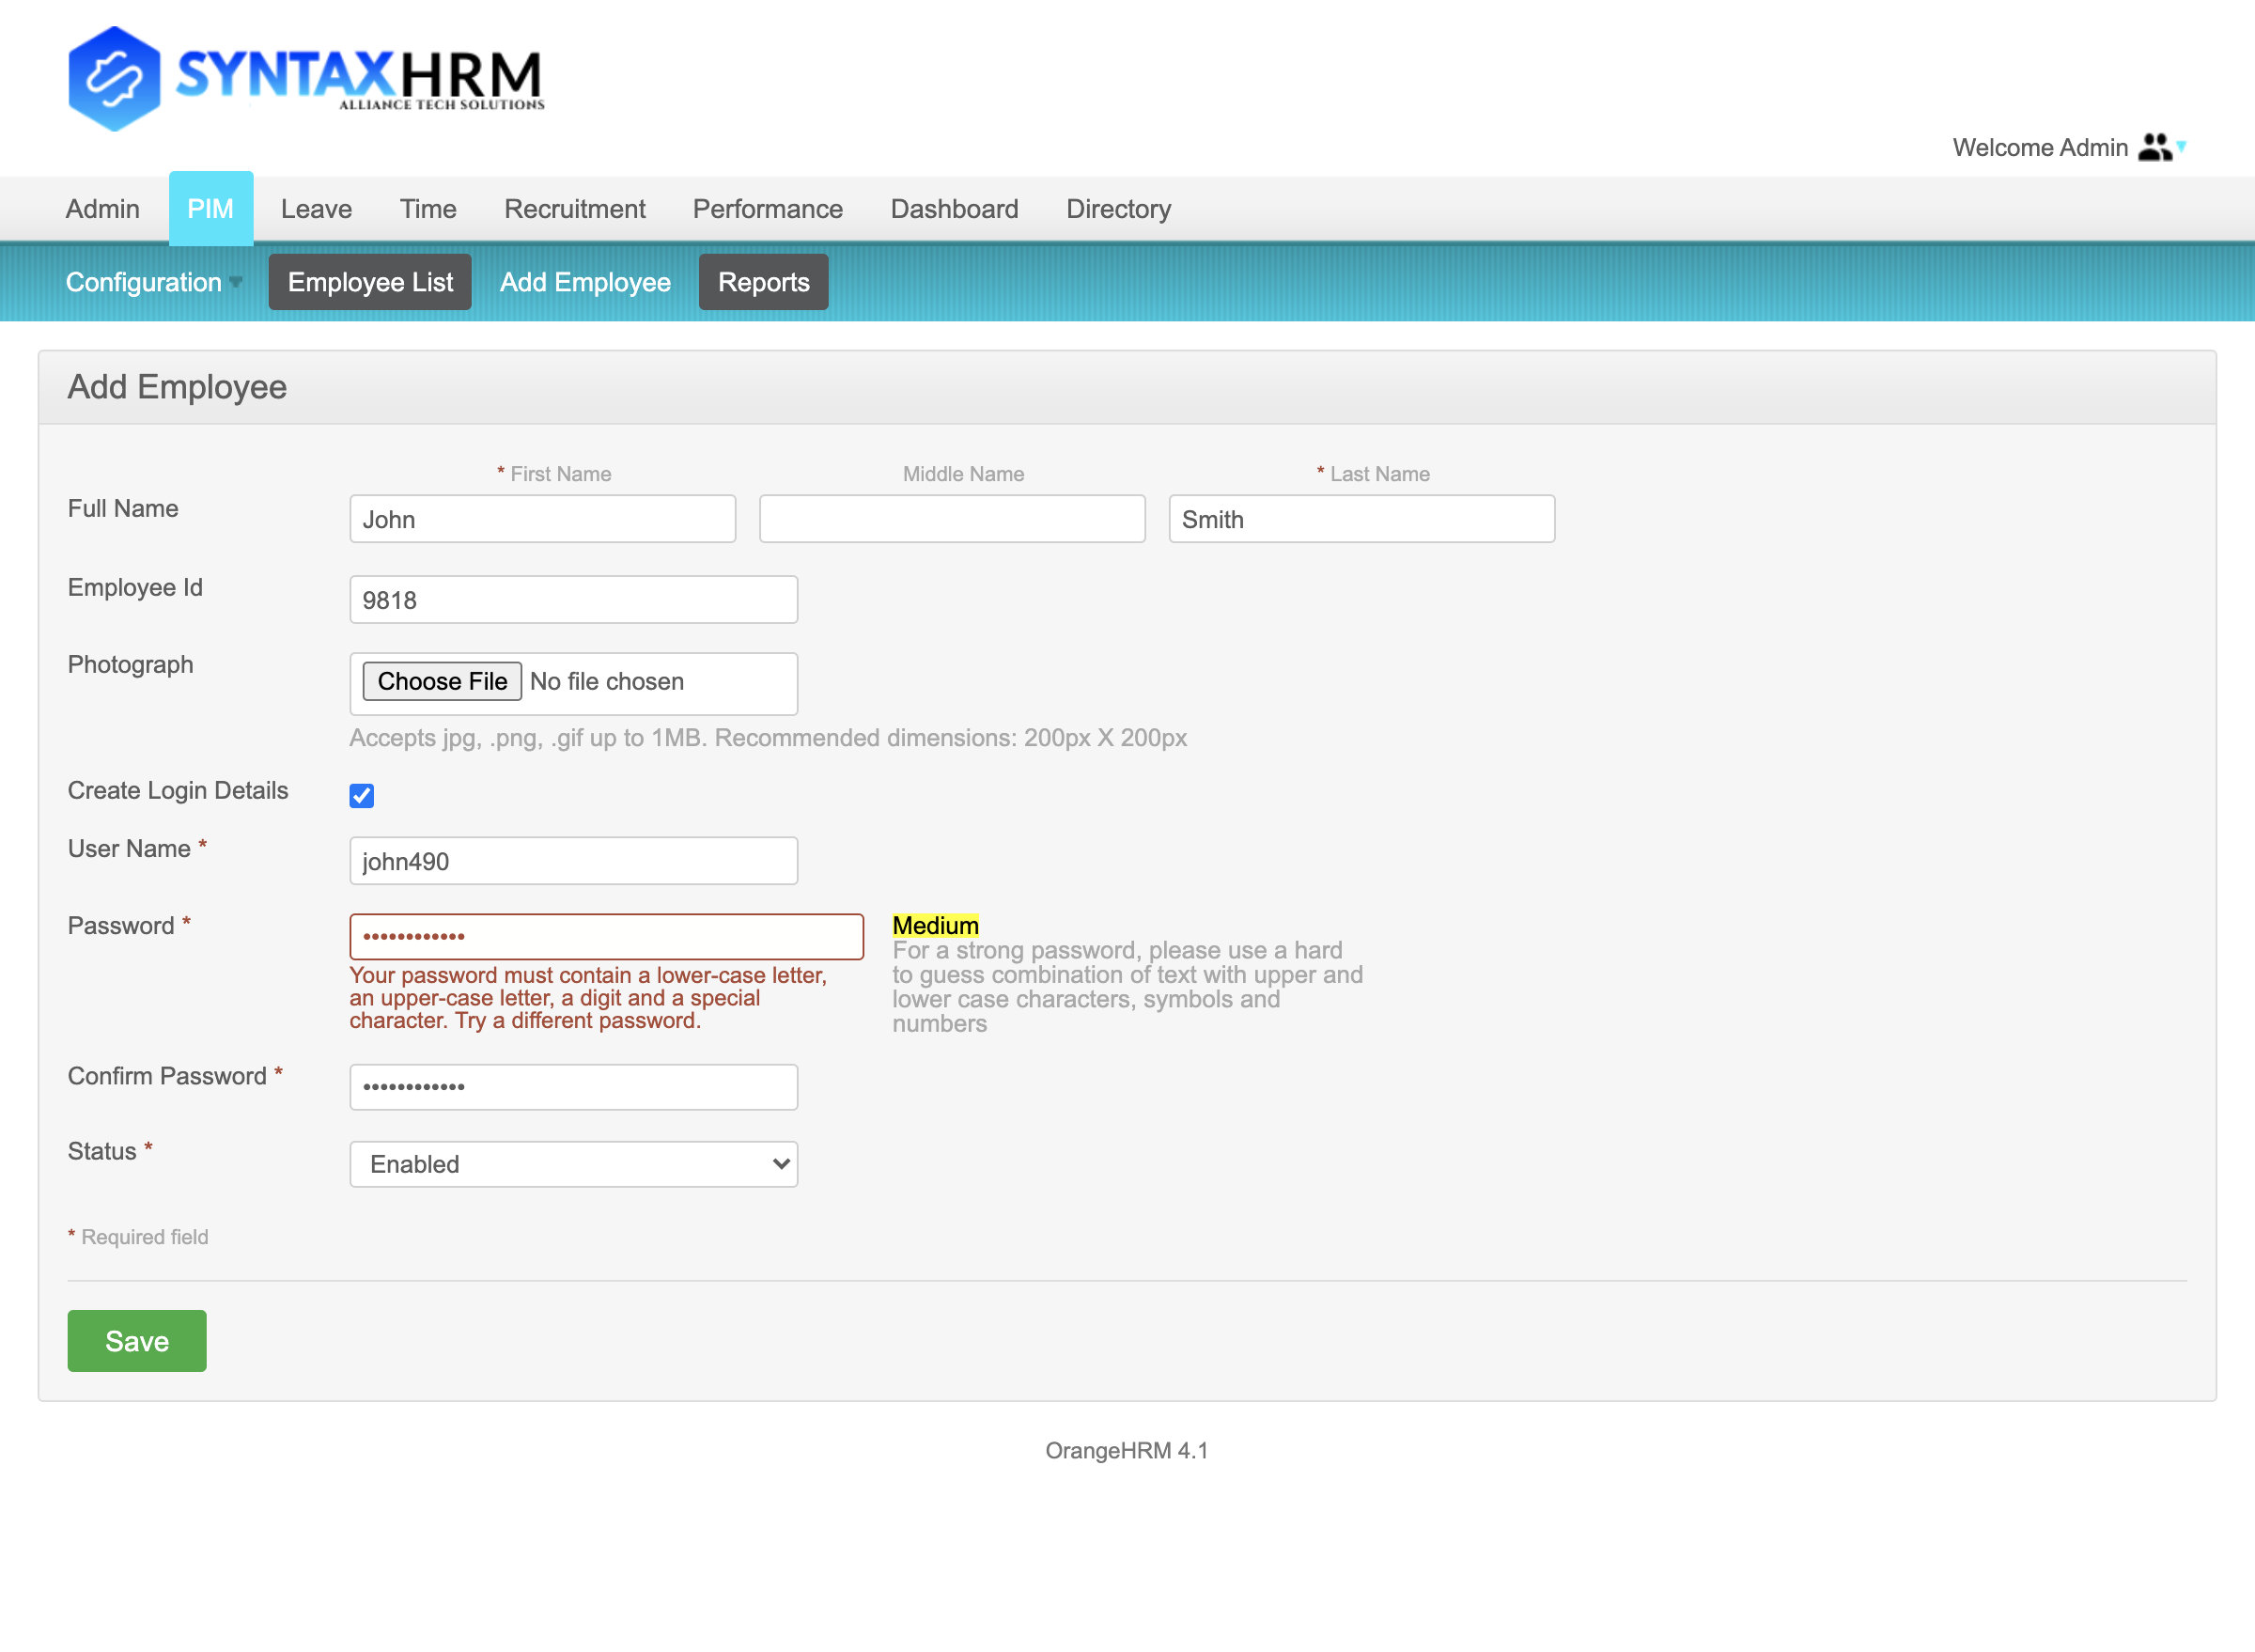 SYNTAXHRM
ALLIANCE TECH SOLUTIONS
Welcome Admin
Admin PIM Leave Time Recruitment Performance Dashboard Directory
Configuration Employee List Add Employee Reports
Add Employee
* First Name Middle Name * Last Name
Full Name John Smith
Employee Id 9818
Photograph Choose File No file chosen
Accepts jpg, .png, .gif up to 1MB. Recommended dimensions: 200px X 200px
Create Login Details
User Name * john490
Password * •••••••••••• Medium
Your password must contain a lower-case letter,
an upper-case letter, a digit and a special
character. Try a different password.
For a strong password, please use a hard
to guess combination of text with upper and
lower case characters, symbols and
numbers
Confirm Password * ••••••••••••
Status * Enabled
* Required field
Save
OrangeHRM 4.1